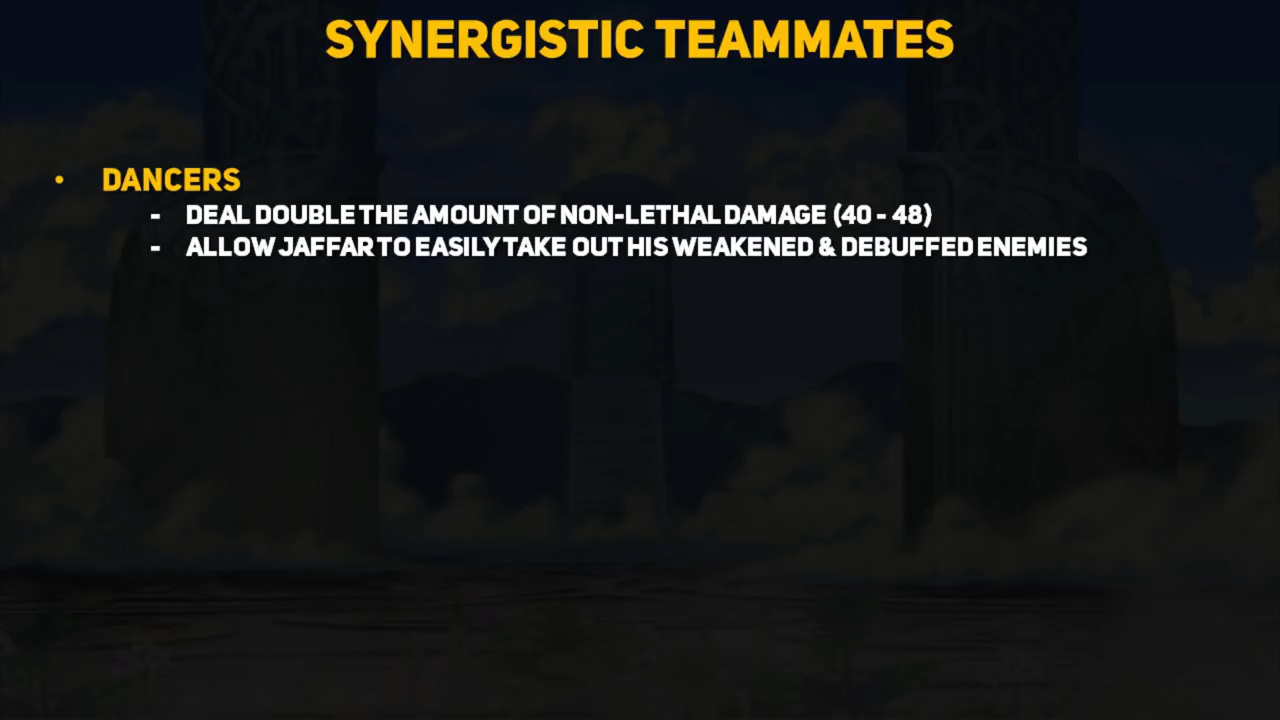 SYNERGISTIC TEAMMATES
• DANCERS
- DEAL DOUBLE THE AMOUNT OF NON-LETHAL DAMAGE (40 - 48)
- ALLOW JAFFAR TO EASILY TAKE OUT HIS WEAKENED & DEBUFFED ENEMIES